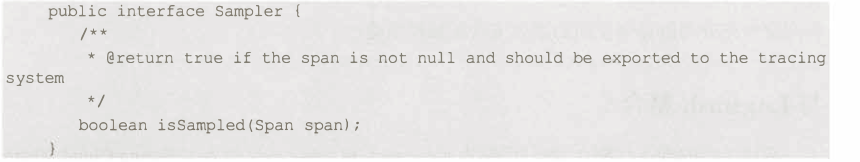 public interface Sampler {
/**
* @return true if the span is not null and should be exported to the tracing
system
*/
boolean isSampled(Span span);
}